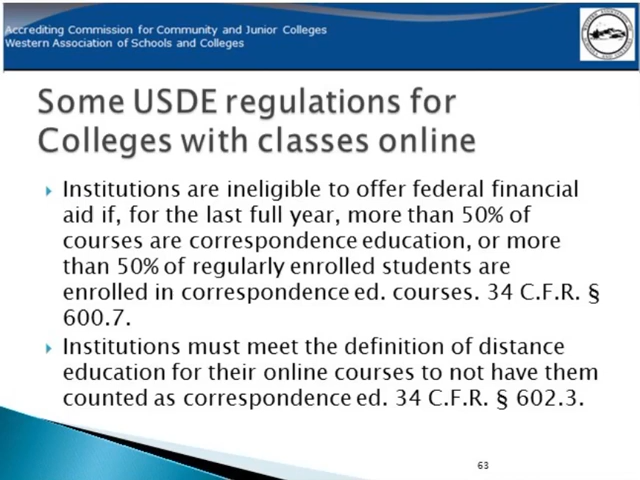 Accrediting Commission for Community and Junior Colleges
Western Association of Schools and Colleges
Some USDE regulations for
Colleges with classes online
Institutions are ineligible to offer federal financial
aid if, for the last full year, more than 50% of
courses are correspondence education, or more
than 50% of regularly enrolled students are
enrolled in correspondence ed. courses. 34 C.F.R. §
600.7.
Institutions must meet the definition of distance
education for their online courses to not have them
counted as correspondence ed. 34 C.F.R. § 602.3.
63